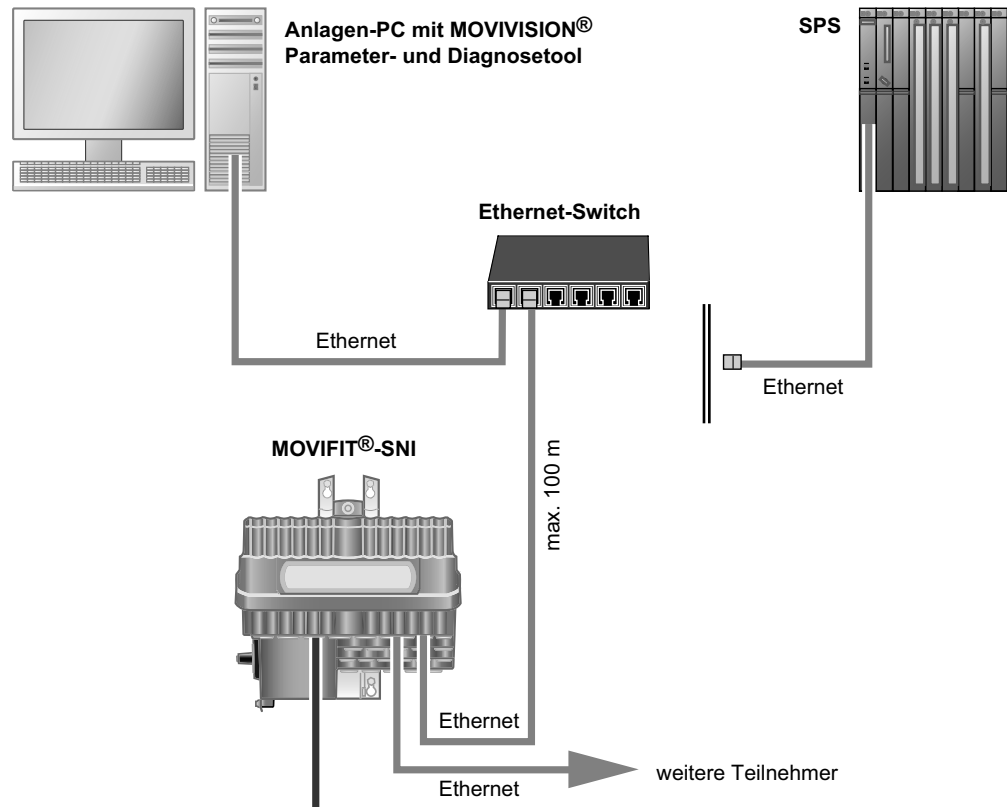 Anlagen-PC mit MOVIVISION®
Parameter- und Diagnosetool
SPS
Ethernet-Switch
Ethernet
Ethernet
MOVIFIT®-SNI
max. 100 m
Ethernet
weitere Teilnehmer
Ethernet